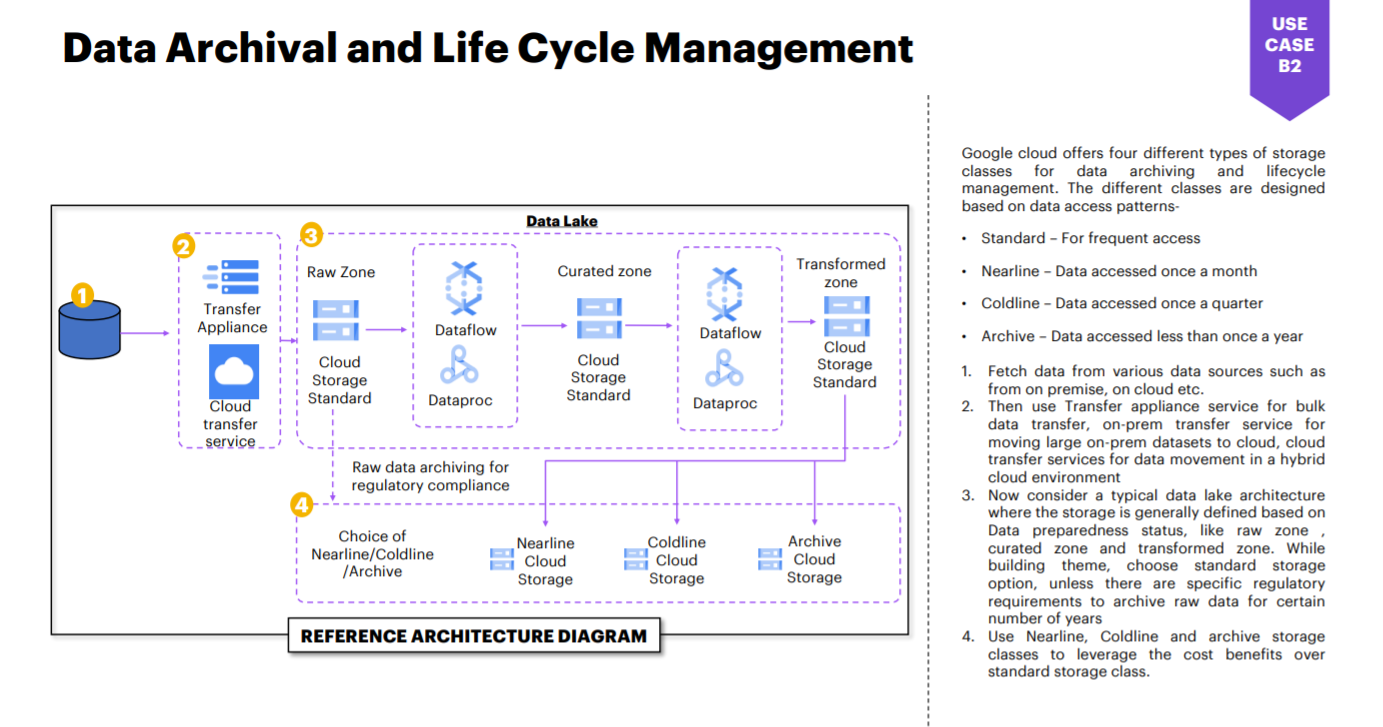 Data Archival and Life Cycle Management
USE
CASE
B2
Data Lake
1
2
Transfer
Appliance
Cloud
transfer
service
3
Raw Zone
Cloud
Storage
Standard
Dataflow
Dataproc
Curated zone
Cloud
Storage
Standard
Dataflow
Dataproc
Transformed
zone
Cloud
Storage
Standard
Raw data archiving for
regulatory compliance
4
Choice of
Nearline/Coldline
/Archive
Nearline
Cloud
Storage
Coldline
Cloud
Storage
Archive
Cloud
Storage
REFERENCE ARCHITECTURE DIAGRAM
Google cloud offers four different types of storage
classes for data archiving and lifecycle
management. The different classes are designed
based on data access patterns-
• Standard – For frequent access
• Nearline – Data accessed once a month
• Coldline – Data accessed once a quarter
• Archive – Data accessed less than once a year
1. Fetch data from various data sources such as
from on premise, on cloud etc.
2. Then use Transfer appliance service for bulk
data transfer, on-prem transfer service for
moving large on-prem datasets to cloud, cloud
transfer services for data movement in a hybrid
cloud environment
3. Now consider a typical data lake architecture
where the storage is generally defined based on
Data preparedness status, like raw zone ,
curated zone and transformed zone. While
building theme, choose standard storage
option, unless there are specific regulatory
requirements to archive raw data for certain
number of years
4. Use Nearline, Coldline and archive storage
classes to leverage the cost benefits over
standard storage class.